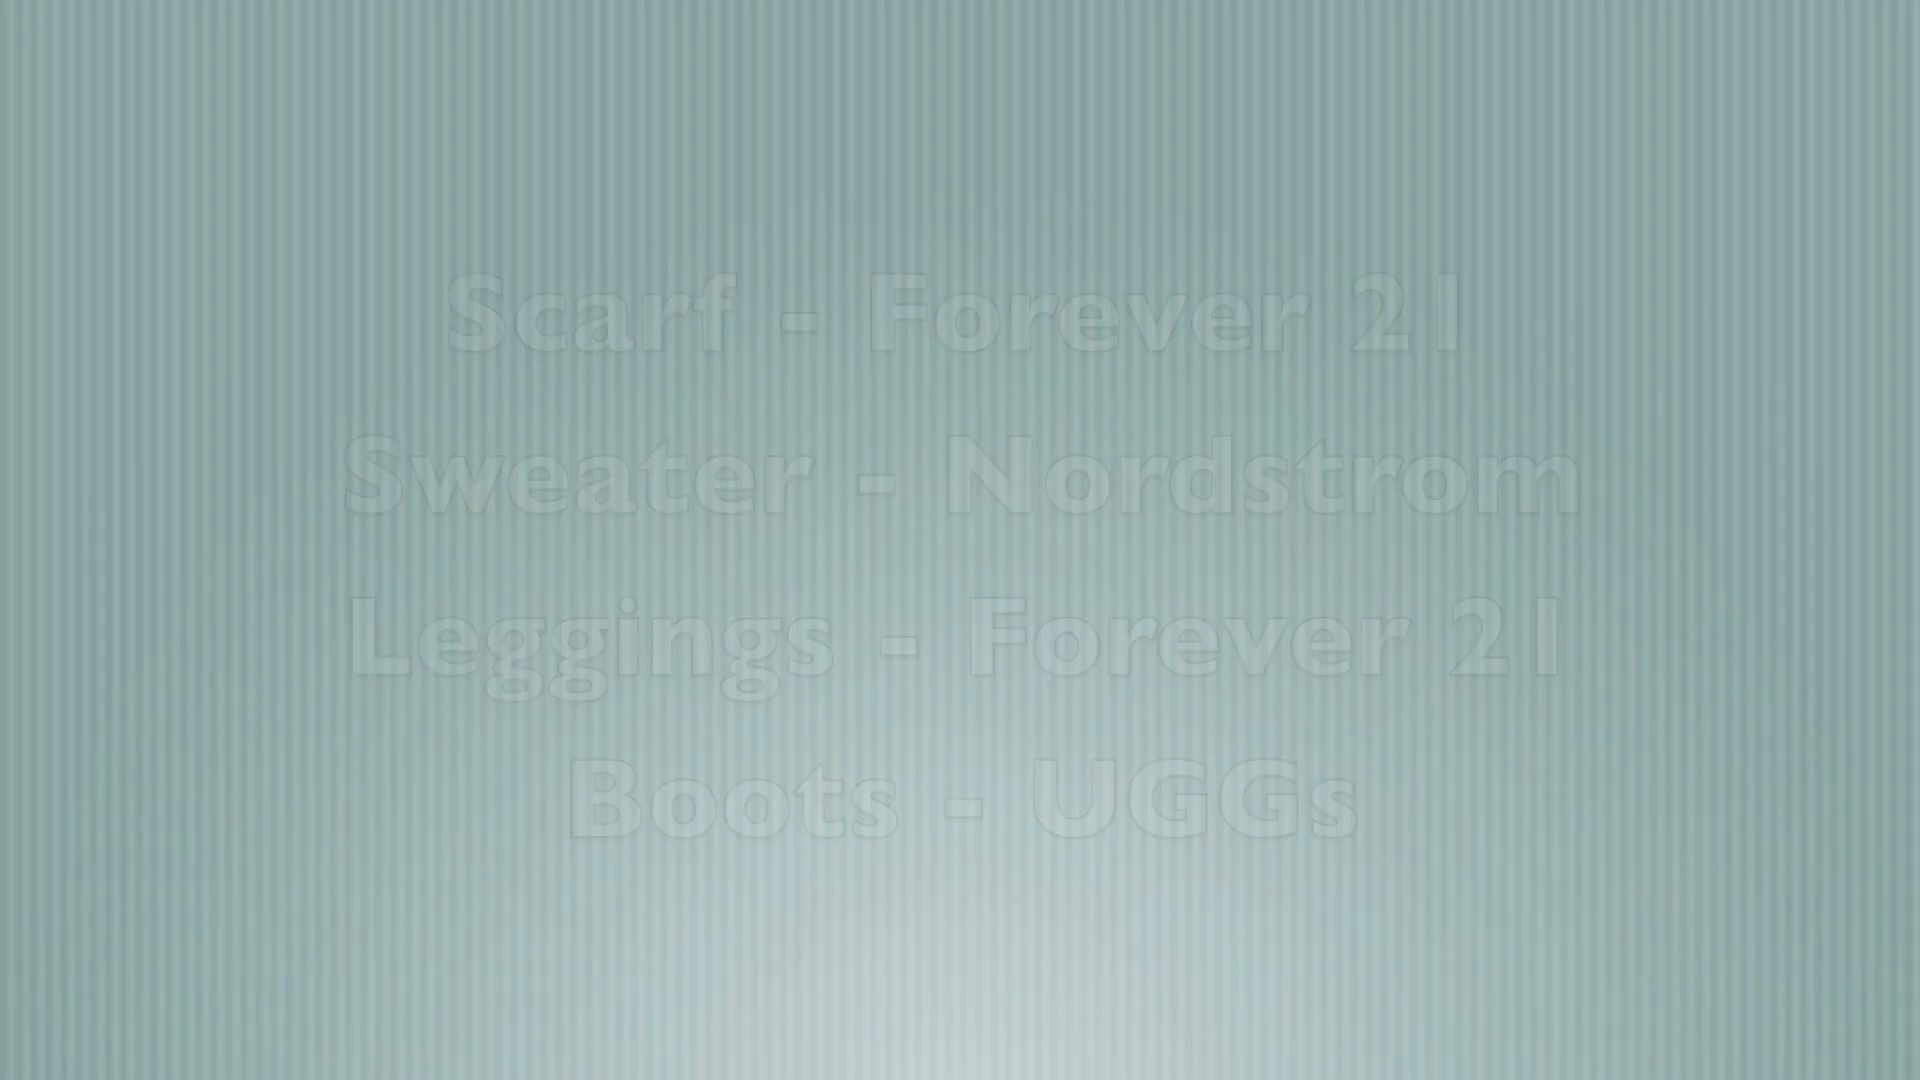 Scarf - Forever 21
Sweater - Nordstrom
Leggings - Forever 21
Boots - UGGs